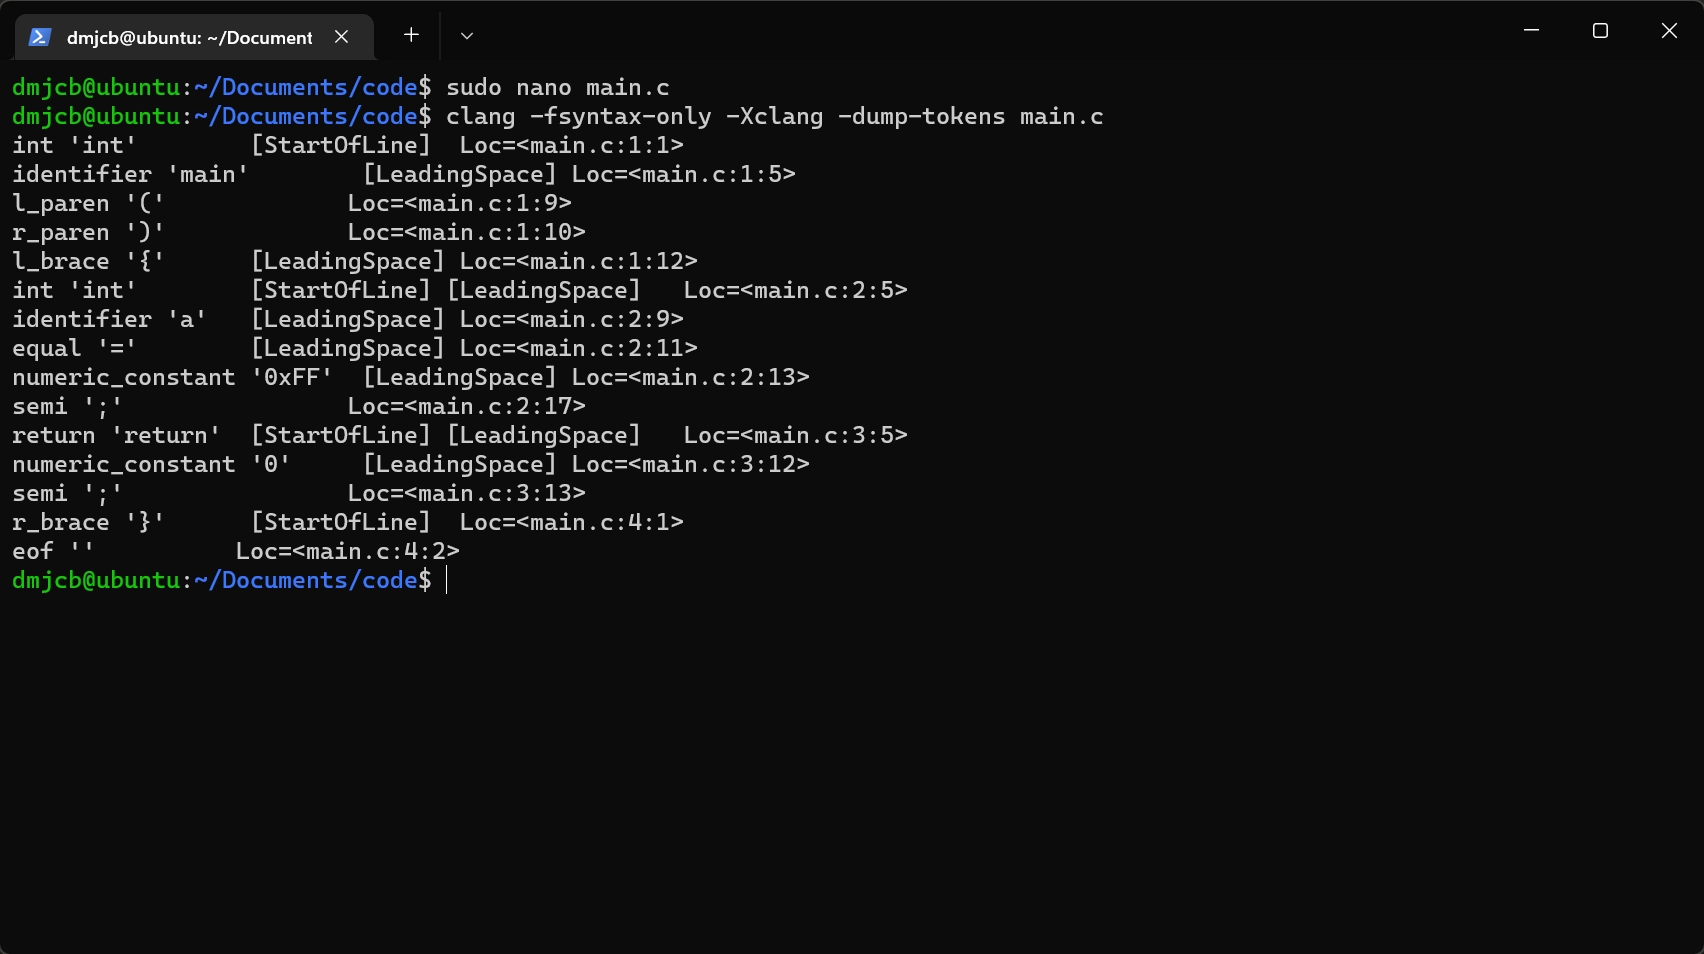 dmjcb@ubuntu: ~/Document
dmjcb@ubuntu:~/Documents/code$ sudo nano main.c
dmjcb@ubuntu:~/Documents/code$ clang -fsyntax-only -Xclang -dump-tokens main.c
int 'int'        [StartOfLine]  Loc=<main.c:1:1>
identifier 'main'        [LeadingSpace] Loc=<main.c:1:5>
l_paren '('             Loc=<main.c:1:9>
r_paren ')'             Loc=<main.c:1:10>
l_brace '{'      [LeadingSpace] Loc=<main.c:1:12>
int 'int'        [StartOfLine] [LeadingSpace]   Loc=<main.c:2:5>
identifier 'a'   [LeadingSpace] Loc=<main.c:2:9>
equal '='        [LeadingSpace] Loc=<main.c:2:11>
numeric_constant '0xFF'  [LeadingSpace] Loc=<main.c:2:13>
semi ';'                Loc=<main.c:2:17>
return 'return'  [StartOfLine] [LeadingSpace]   Loc=<main.c:3:5>
numeric_constant '0'     [LeadingSpace] Loc=<main.c:3:12>
semi ';'                Loc=<main.c:3:13>
r_brace '}'      [StartOfLine]  Loc=<main.c:4:1>
eof ''          Loc=<main.c:4:2>
dmjcb@ubuntu:~/Documents/code$